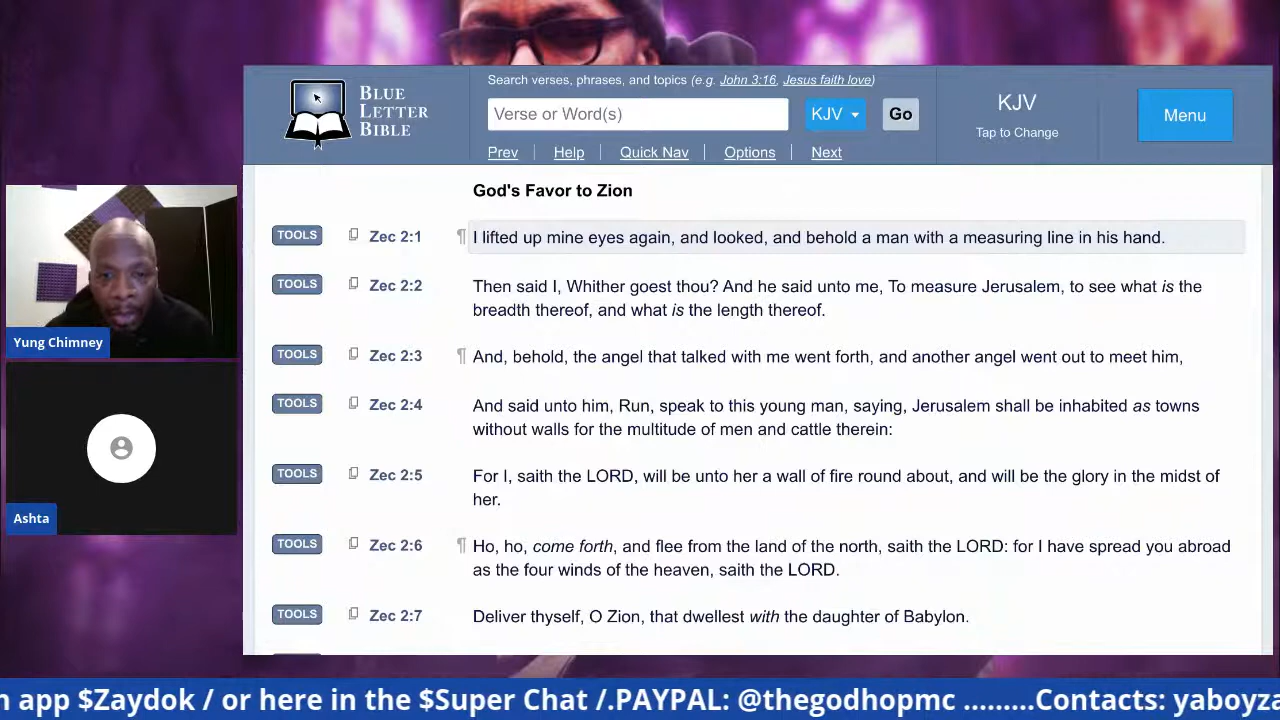 BLUE
LETTER
BIBLE
Search verses, phrases, and topics (e.g. John 3:16, Jesus faith love)
Verse or Word(s)
KJV
Go
Prev
Help
Quick Nav
Options
Next
KJV
Tap to Change
Menu
God's Favor to Zion
TOOLS Zec 2:1 ¶ I lifted up mine eyes again, and looked, and behold a man with a measuring line in his hand.
TOOLS Zec 2:2 Then said I, Whither goest thou? And he said unto me, To measure Jerusalem, to see what is the
breadth thereof, and what is the length thereof.
TOOLS Zec 2:3 ¶ And, behold, the angel that talked with me went forth, and another angel went out to meet him,
TOOLS Zec 2:4 And said unto him, Run, speak to this young man, saying, Jerusalem shall be inhabited as towns
without walls for the multitude of men and cattle therein:
TOOLS Zec 2:5 For I, saith the LORD, will be unto her a wall of fire round about, and will be the glory in the midst of
her.
TOOLS Zec 2:6 ¶ Ho, ho, come forth, and flee from the land of the north, saith the LORD: for I have spread you abroad
as the four winds of the heaven, saith the LORD.
TOOLS Zec 2:7 Deliver thyself, O Zion, that dwellest with the daughter of Babylon.
Yung Chimney
Ashta
n app $Zaydok / or here in the $Super Chat /.PAYPAL: @thegodhopmc .........Contacts: yaboyza